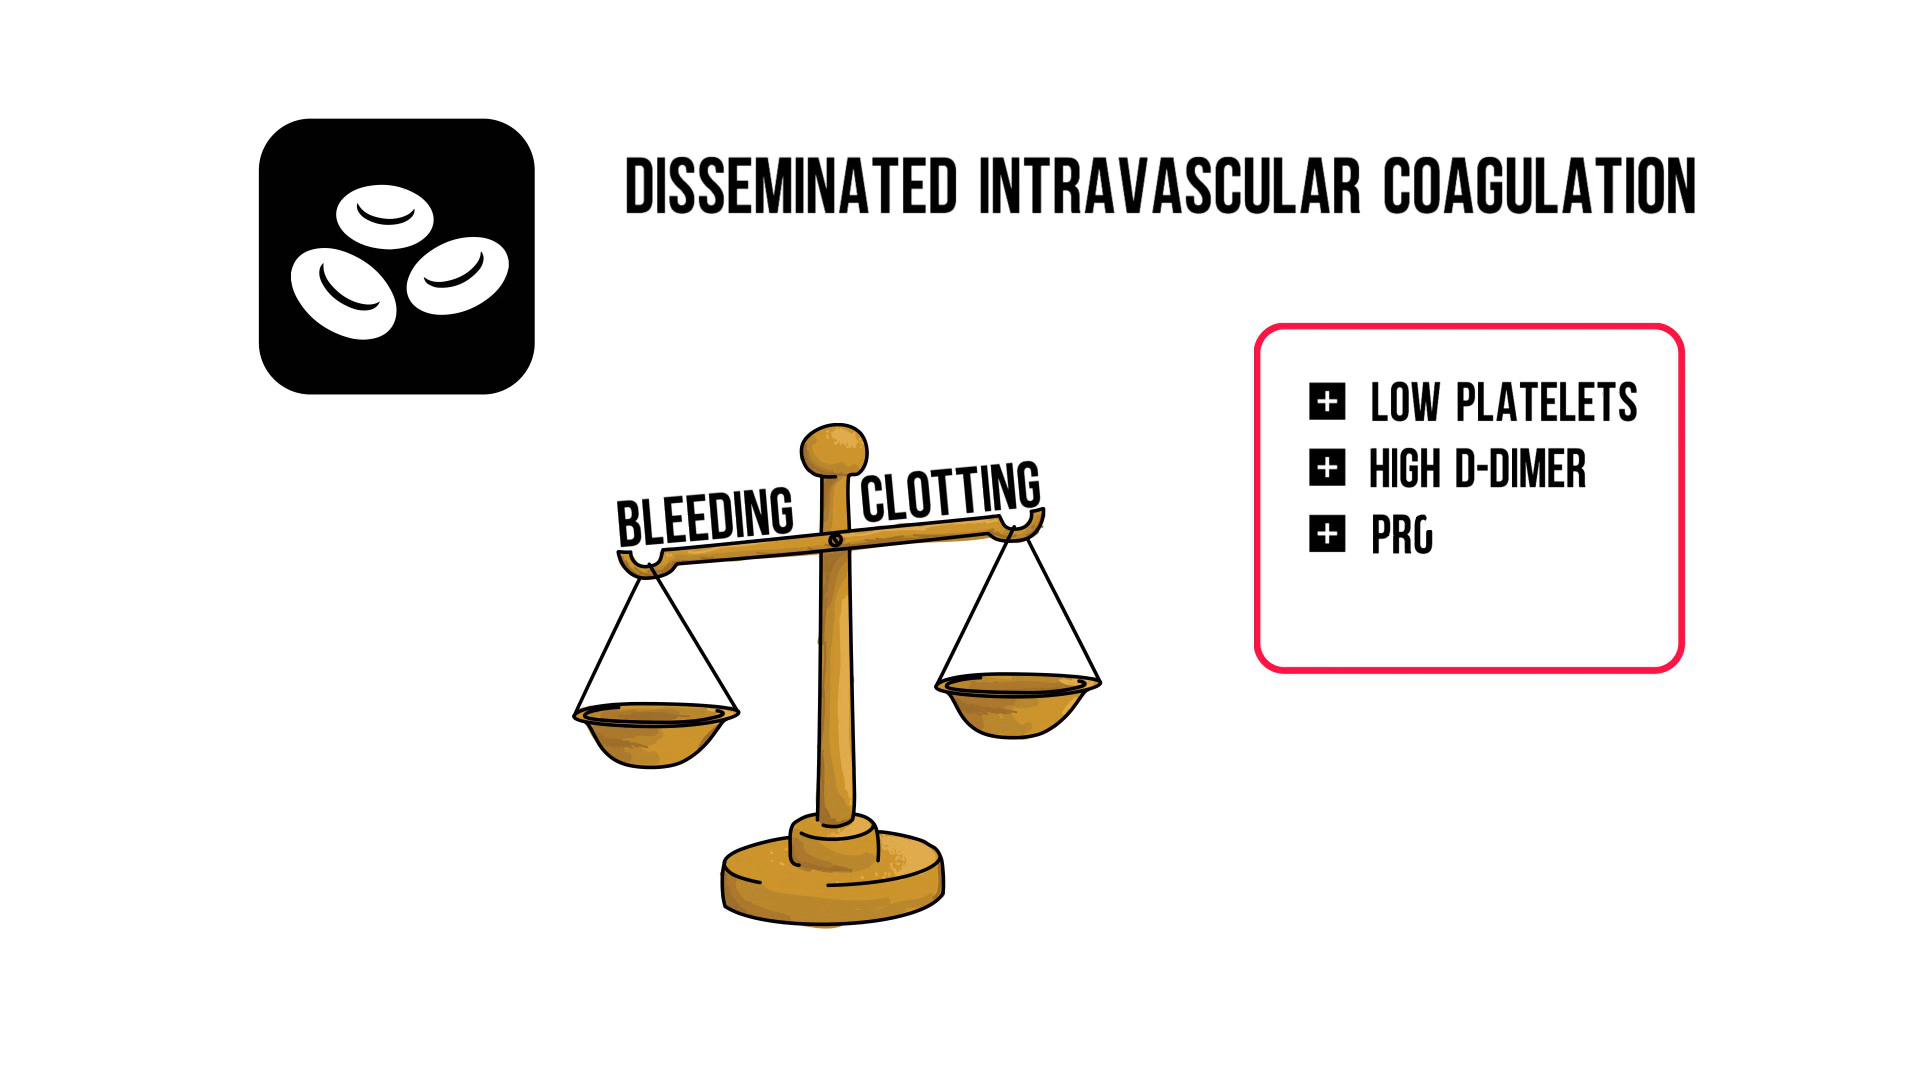 DISSEMINATED INTRAVASCULAR COAGULATION
BLEEDING
CLOTTING
LOW PLATELETS
HIGH D-DIMER